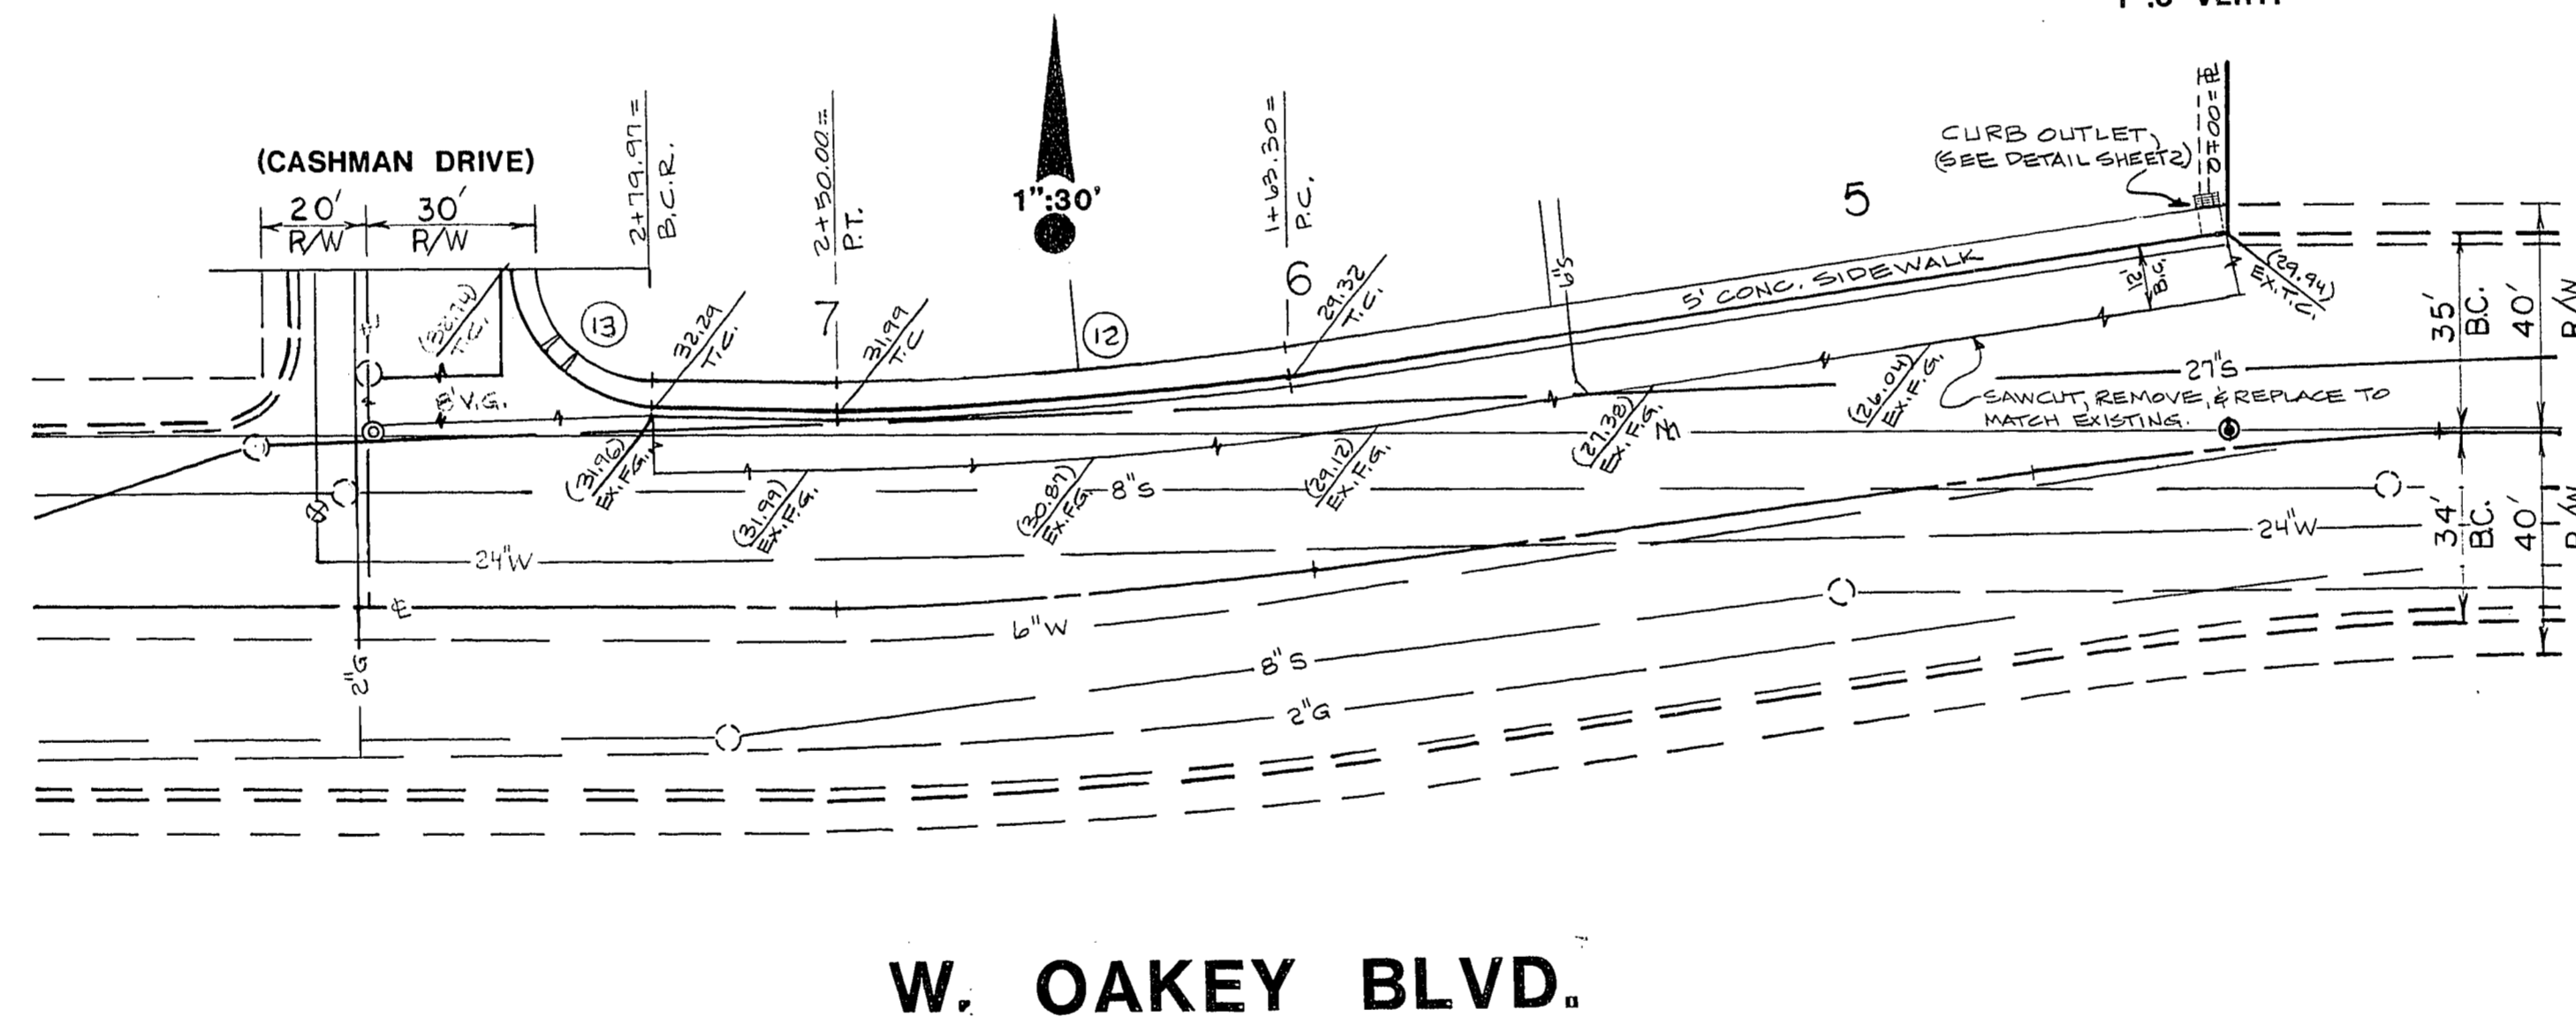 (CASHMAN DRIVE)
20'
R/W
30'
R/W
2+79.97 =
B.C.R.
2+50.00 =
P.T.
1":30'
1+63.30 =
P.C.
CURB OUTLET
(SEE DETAIL SHEET 2)
0+00=
5
6
7
6"S
13
12
T.C.
32.29
T.C.
31.99
T.C
29.32
T.C.
5' CONC. SIDEWALK
12'
B.C.
(29.94)
EX.T.C.
35'
B.C.
40'
R/W
8' V.G.
27"S
SAWCUT, REMOVE, & REPLACE TO
MATCH EXISTING.
(31.96)
EX.F.G.
(31.99)
EX.F.G.
(30.87)
EX.F.G.
(29.12)
EX.F.G.
(27.38)
EX.F.G.
(26.04)
EX.F.G.
8"S
24"W
24"W
34'
B.C.
40'
6"W
8"S
2"G
2"G
W. OAKEY BLVD.